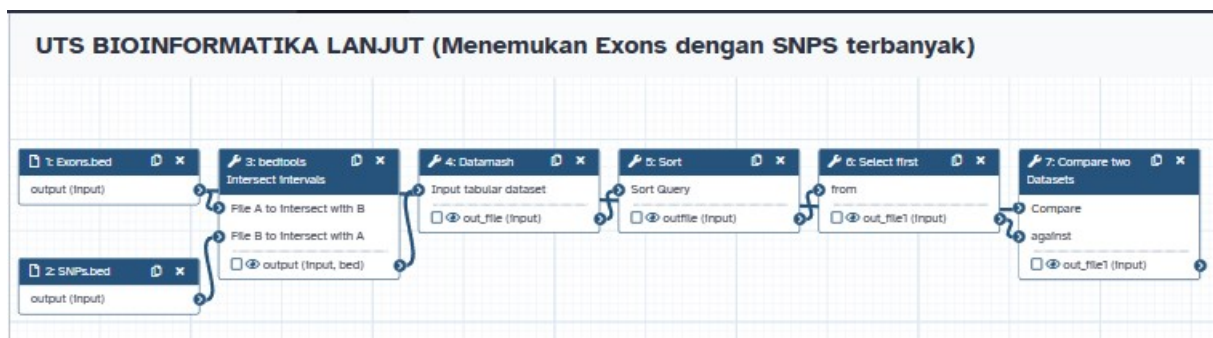 UTS BIOINFORMATIKA LANJUT (Menemukan Exons dengan SNPS terbanyak)
1: Exons.bed
output (input)
2: SNPs.bed
output (input)
3: bedtools
Intersect intervals
File A to intersect with B
File B to intersect with A
output (input, bed)
4: Datamash
Input tabular dataset
out_file (input)
5: Sort
Sort Query
outfile (input)
6: Select first
from
out_file1 (input)
7: Compare two
Datasets
Compare
against
out_file1 (input)